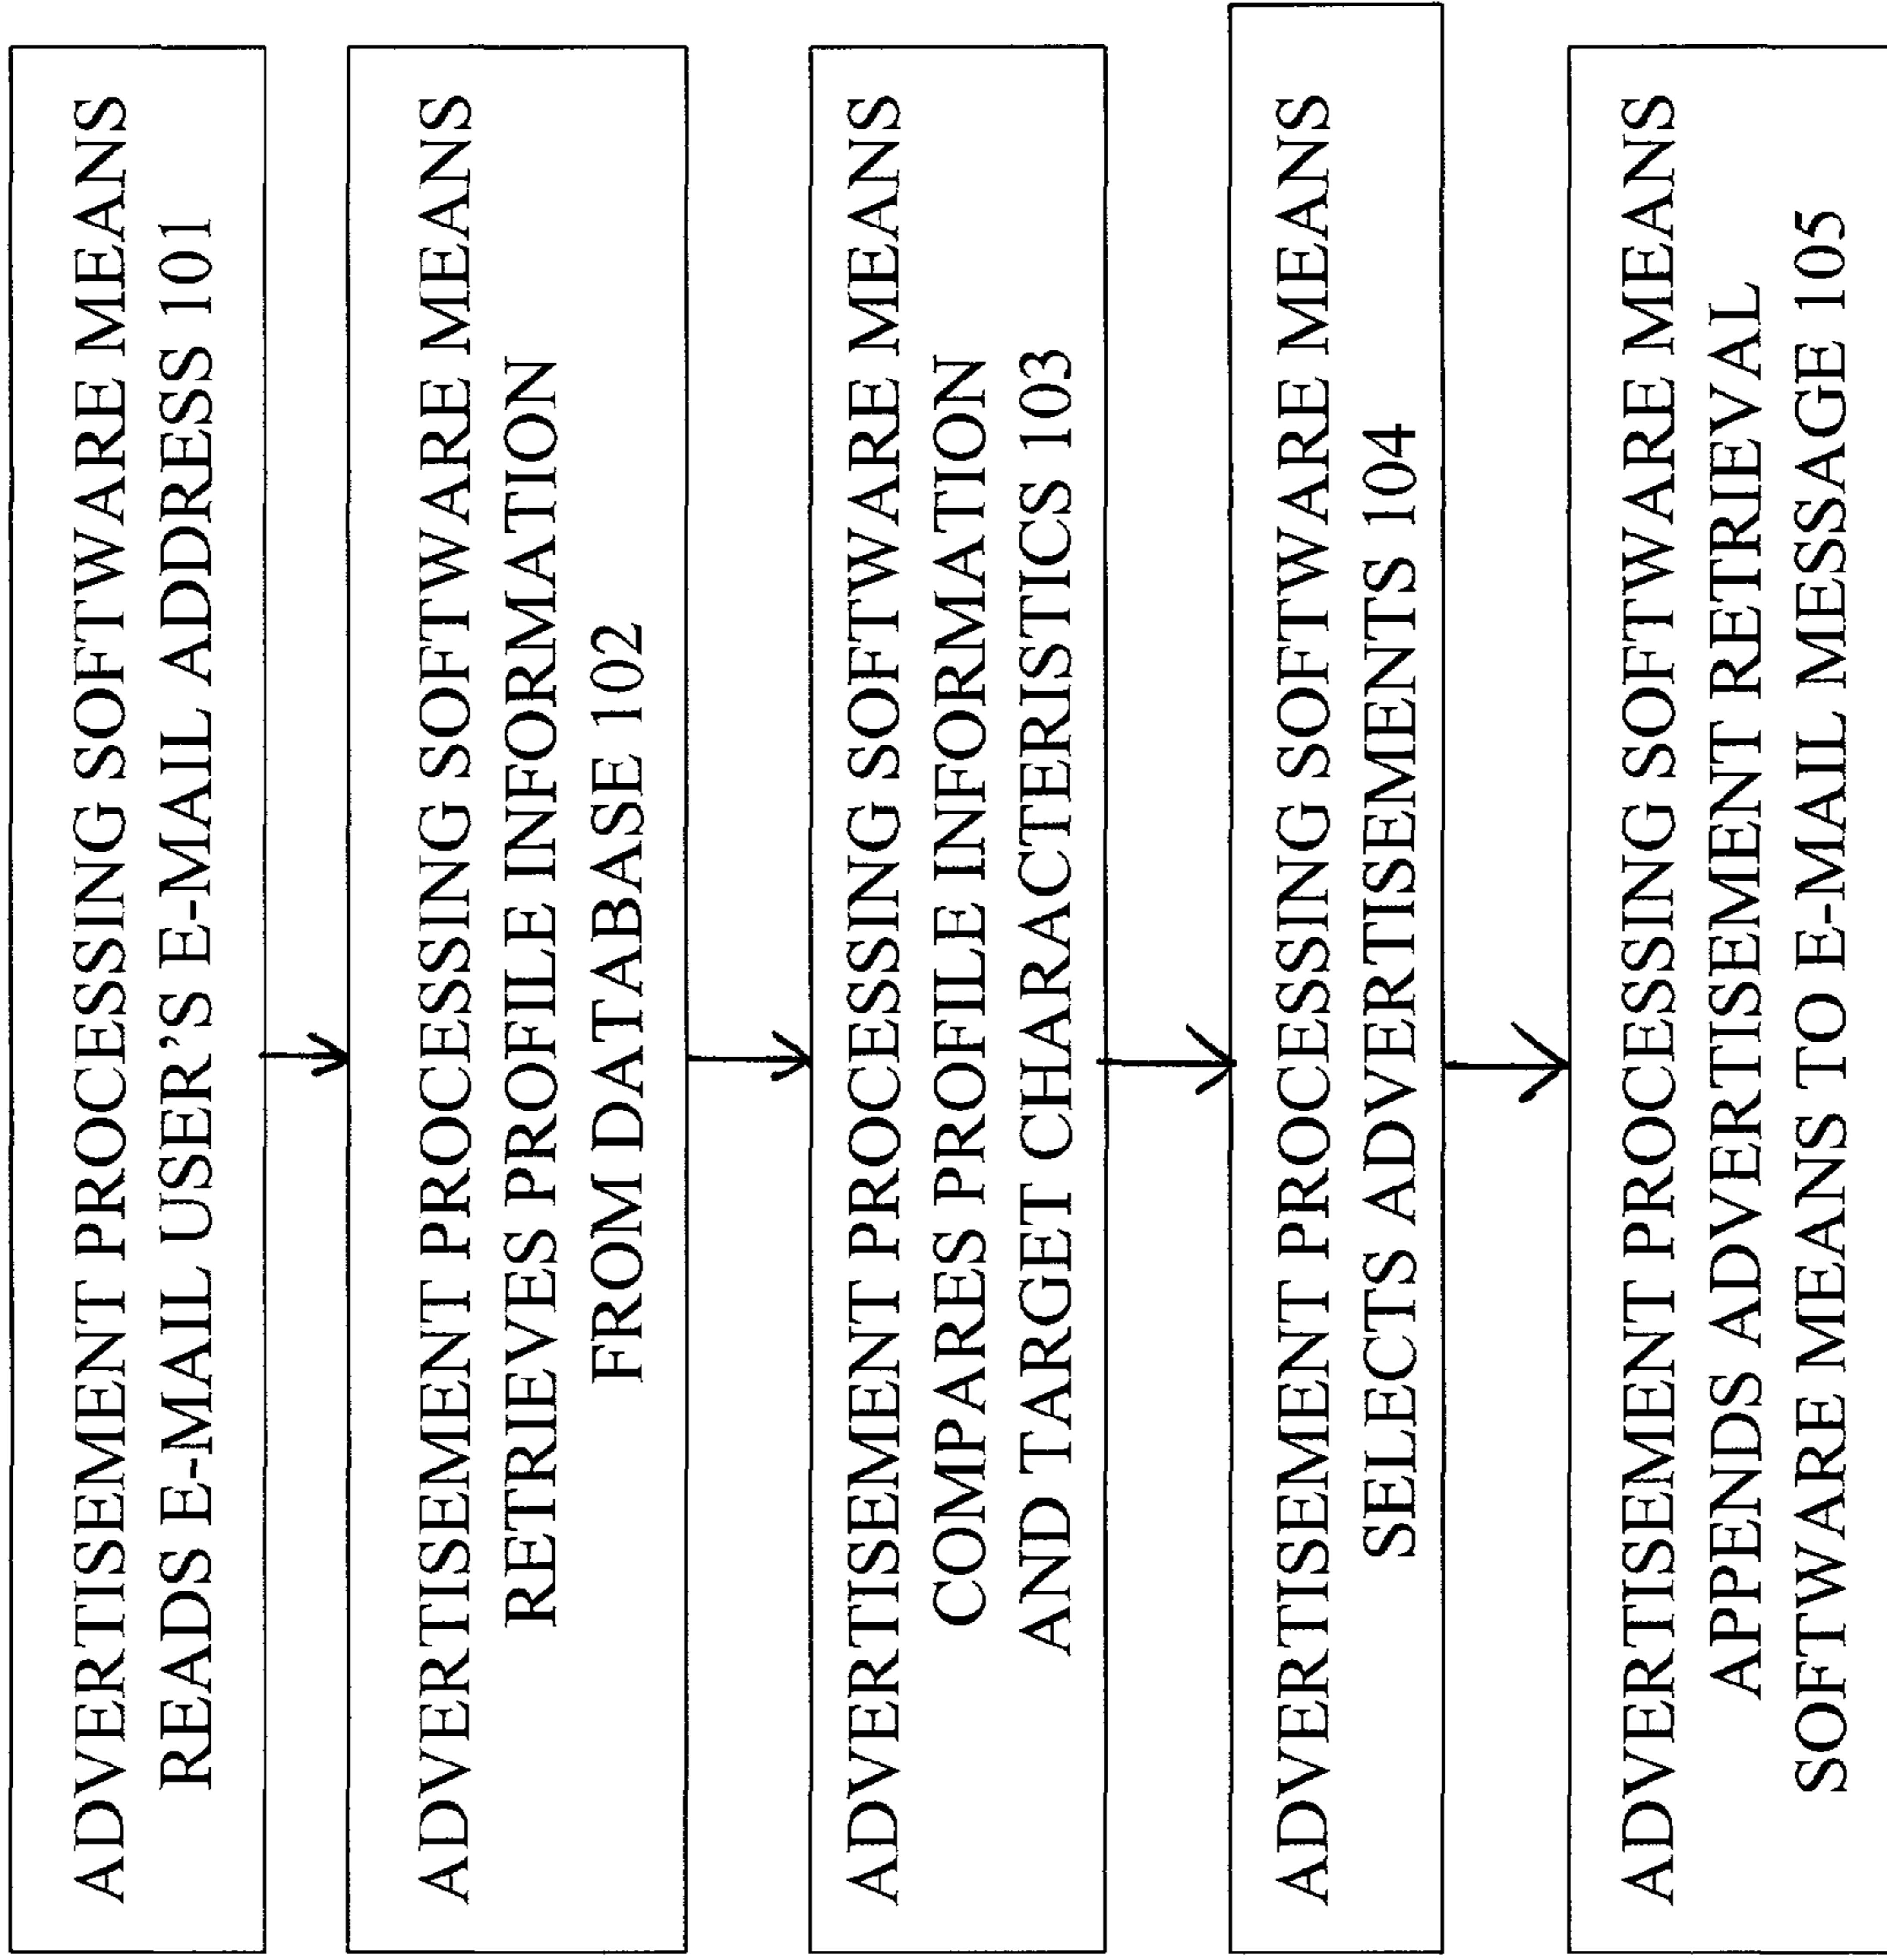 ADVERTISEMENT PROCESSING SOFTWARE MEANS
READS E-MAIL USER'S E-MAIL ADDRESS 101
ADVERTISEMENT PROCESSING SOFTWARE MEANS
RETRIEVES PROFILE INFORMATION
FROM DATABASE 102
ADVERTISEMENT PROCESSING SOFTWARE MEANS
COMPARES PROFILE INFORMATION
AND TARGET CHARACTERISTICS 103
ADVERTISEMENT PROCESSING SOFTWARE MEANS
SELECTS ADVERTISEMENTS 104
ADVERTISEMENT PROCESSING SOFTWARE MEANS
APPENDS ADVERTISEMENT RETRIEVAL
SOFTWARE MEANS TO E-MAIL MESSAGE 105